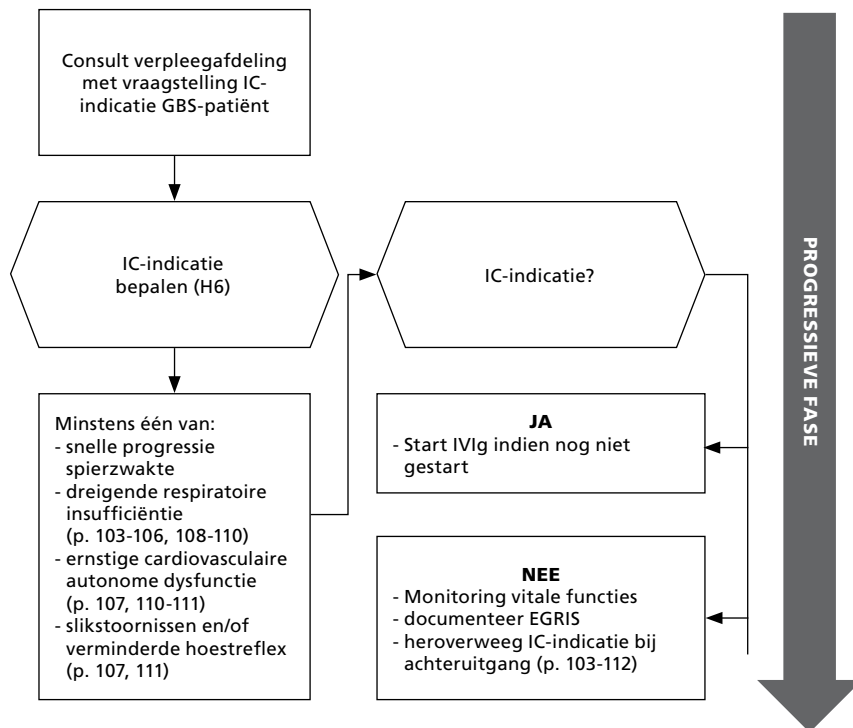 Consult verpleegafdeling
met vraagstelling IC-
indicatie GBS-patiënt
IC-indicatie
bepalen (H6)
Minstens één van:
- snelle progressie
spierzwakte
- dreigende respiratoire
insufficiëntie
(p. 103-106, 108-110)
- ernstige cardiovasculaire
autonome dysfunctie
(p. 107, 110-111)
- slikstoornissen en/of
verminderde hoestreflex
(p. 107, 111)
IC-indicatie?
JA
- Start IVIg indien nog niet
gestart
NEE
- Monitoring vitale functies
- documenteer EGRIS
- heroverweeg IC-indicatie bij
achteruitgang (p. 103-112)
PROGRESSIEVE FASE